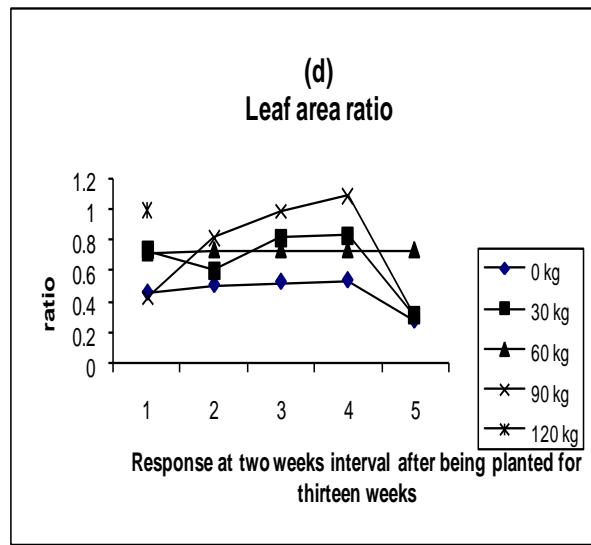 (d)
Leaf area ratio
1.2
1
0.8
0.6
0.4
0.2
0
ratio
1 2 3 4 5
Response at two weeks interval after being planted for
thirteen weeks
0 kg
30 kg
60 kg
90 kg
120 kg